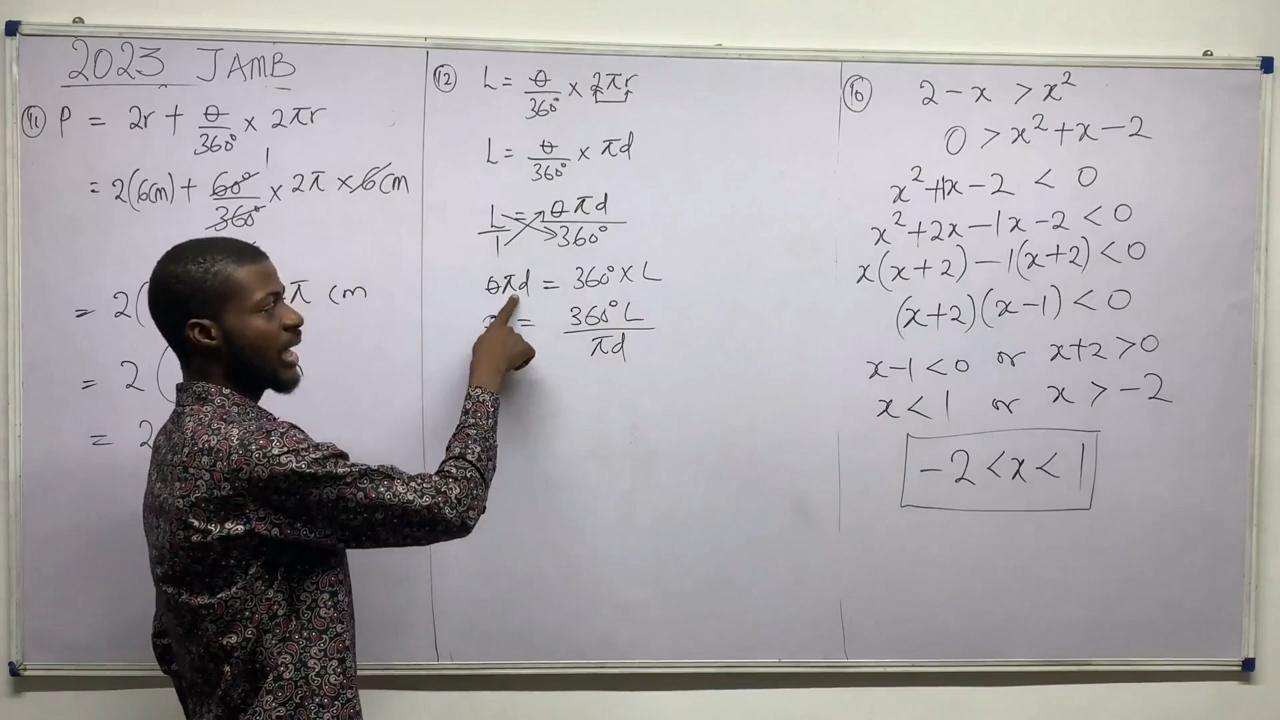 2023 JAMB
(11) P = 2r + θ/360° × 2πr
= 2(6cm) + 60°/360° × 2π × 6cm
1
= 2( π cm
= 2(
= 2
(12) L = θ/360° × 2πr
L = θ/360° × πd
L/1 = θπd/360°
θπd = 360° × L
= 360°L/πd
(10) 2 - x > x²
0 > x² + x - 2
x² + 1x - 2 < 0
x² + 2x - 1x - 2 < 0
x(x+2) - 1(x+2) < 0
(x+2)(x-1) < 0
x-1 < 0 or x+2 > 0
x < 1 or x > -2
-2 < x < 1